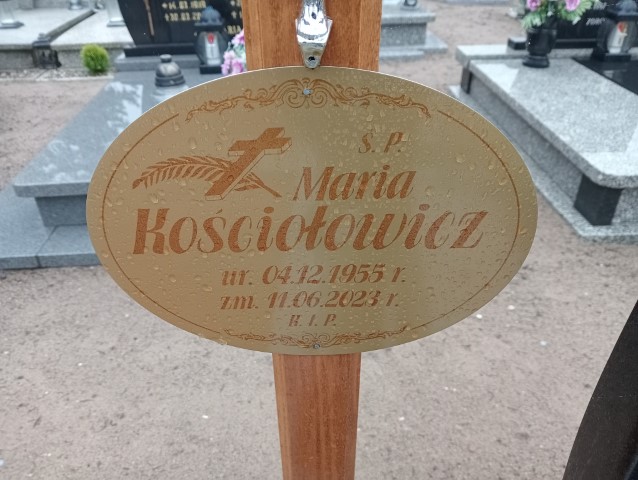 Ś. P.
Maria
Kościołowicz
ur. 04.12.1955 r.
zm. 11.06.2023 r.
R. I. P.